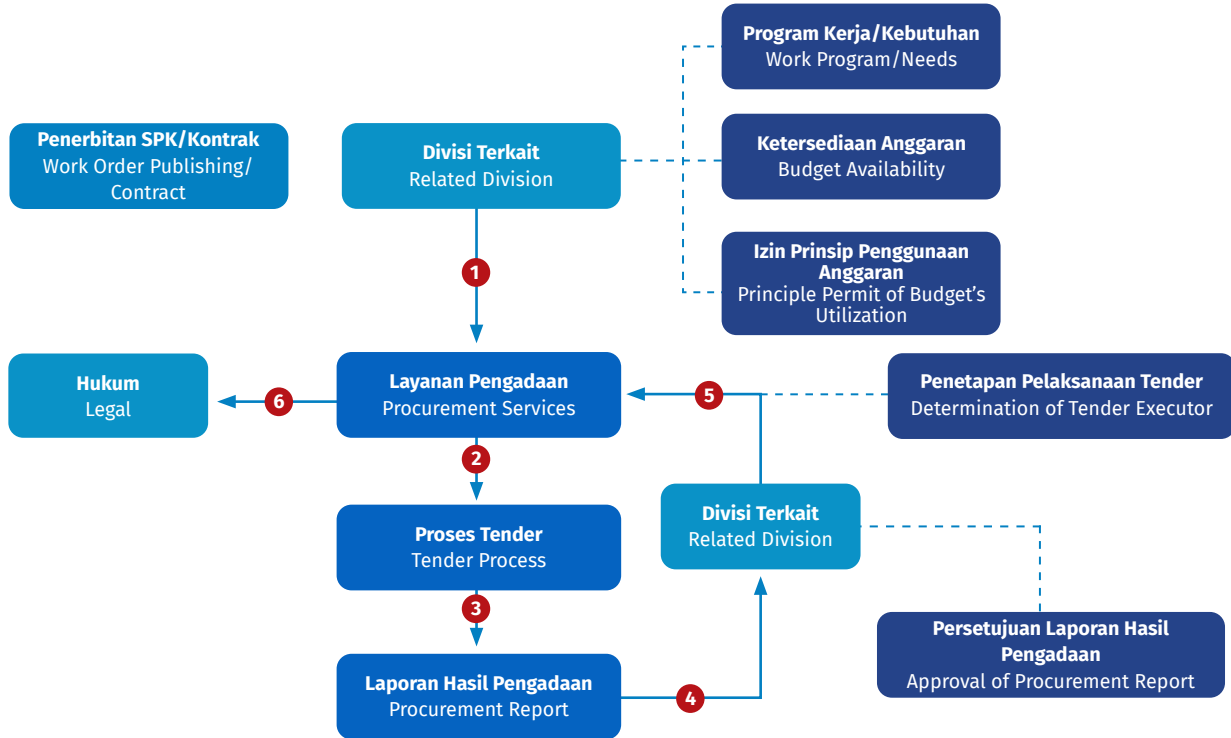 Program Kerja/Kebutuhan
Work Program/Needs
Penerbitan SPK/Kontrak
Work Order Publishing/
Contract
Divisi Terkait
Related Division
Ketersediaan Anggaran
Budget Availability
Izin Prinsip Penggunaan
Anggaran
Principle Permit of Budget’s
Utilization
1
Hukum
Legal
6
Layanan Pengadaan
Procurement Services
5
Penetapan Pelaksanaan Tender
Determination of Tender Executor
2
Proses Tender
Tender Process
Divisi Terkait
Related Division
3
Laporan Hasil Pengadaan
Procurement Report
4
Persetujuan Laporan Hasil
Pengadaan
Approval of Procurement Report